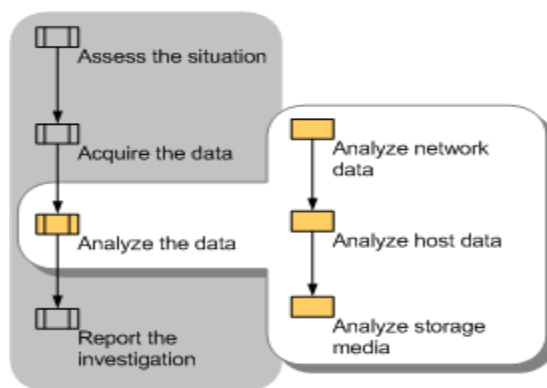 Assess the situation
Acquire the data
Analyze the data
Report the
investigation
Analyze network
data
Analyze host data
Analyze storage
media